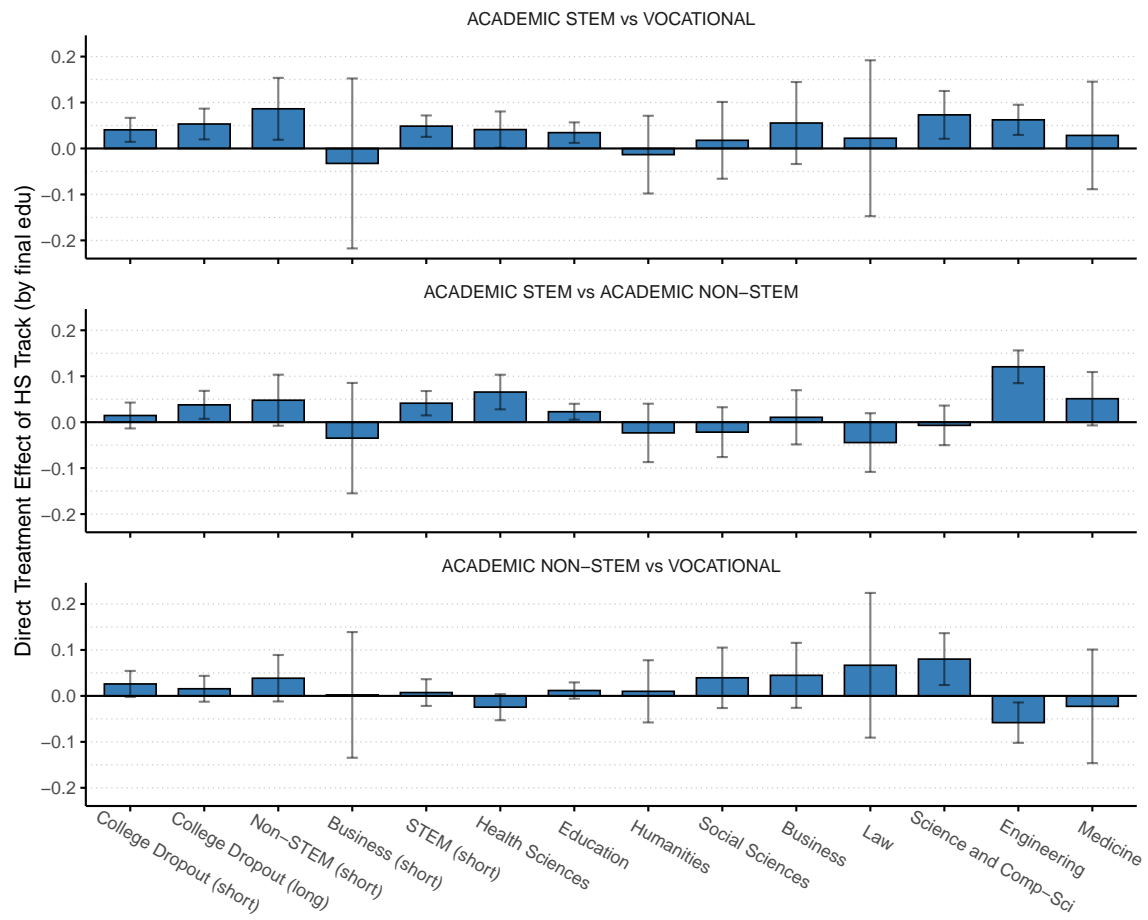 ACADEMIC STEM vs VOCATIONAL
0.2
0.1
0.0
−0.1
−0.2
ACADEMIC STEM vs ACADEMIC NON−STEM
0.2
0.1
0.0
−0.1
−0.2
ACADEMIC NON−STEM vs VOCATIONAL
0.2
0.1
0.0
−0.1
−0.2
Direct Treatment Effect of HS Track (by final edu)
College Dropout (short)
College Dropout (long)
Non−STEM (short)
Business (short)
STEM (short)
Health Sciences
Education
Humanities
Social Sciences
Business
Law
Science and Comp−Sci
Engineering
Medicine